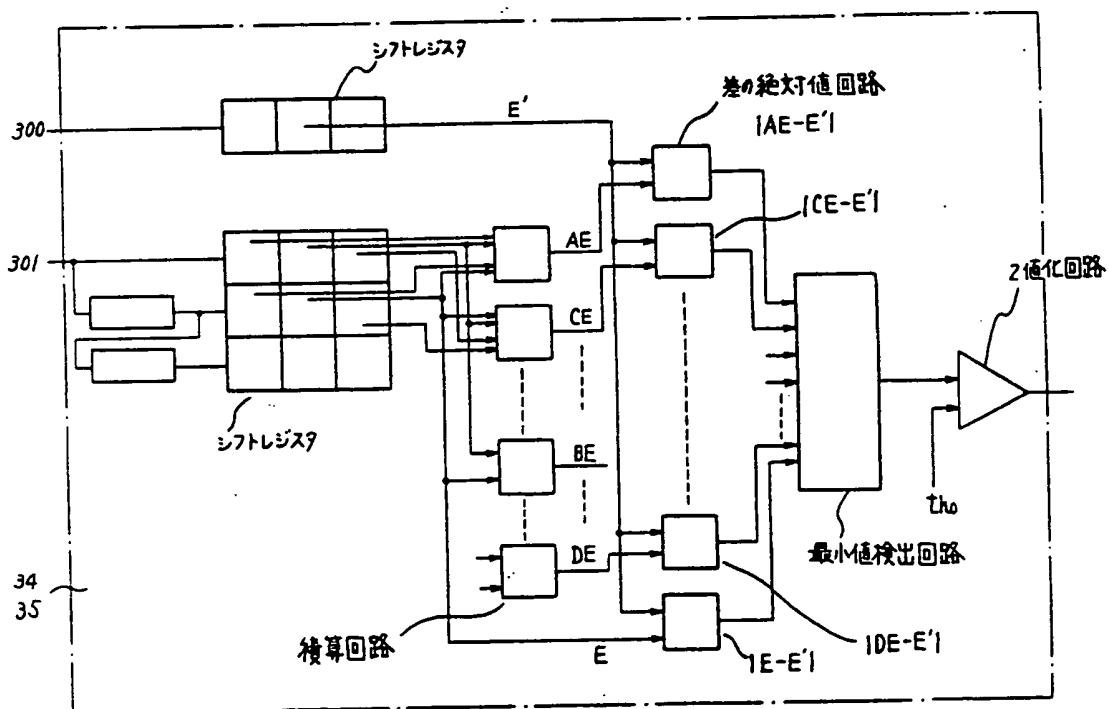 シフトレジスタ
300
E'
差の絶対値回路
|AE-E'|
|CE-E'|
301
AE
2値化回路
CE
シフトレジスタ
BE
tho
最小値検出回路
DE
34
35
積算回路
E
|E-E'|
|DE-E'|